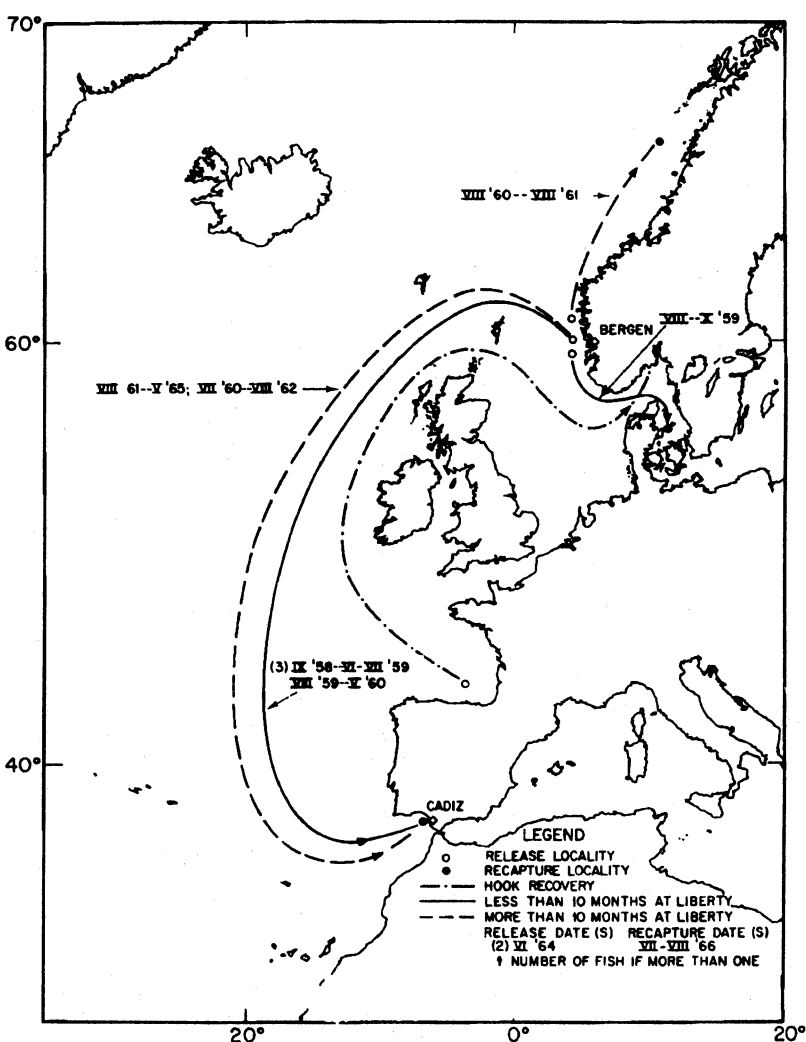 70°
VIII '60--VIII '61
BERGEN
VIII--X '59
60°
VIII 61--V '65; VII '60--VIII '62
(3) IX '58--VI-VII '59
VIII '59--V '60
40°
CADIZ
LEGEND
RELEASE LOCALITY
RECAPTURE LOCALITY
HOOK RECOVERY
LESS THAN 10 MONTHS AT LIBERTY
MORE THAN 10 MONTHS AT LIBERTY
RELEASE DATE (S) RECAPTURE DATE (S)
(2) VI '64 VII-VIII '66
↑ NUMBER OF FISH IF MORE THAN ONE
20° 0° 20°